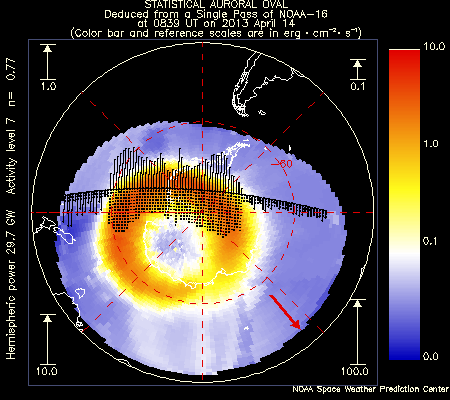 STATISTICAL AURORAL OVAL
Deduced from a Single Pass of NOAA-16
at 0839 UT on 2013 April 14
(Color bar and reference scales are in erg · cm⁻² · s⁻¹)
1.0
0.1
10.0
1.0
0.1
0.0
Hemispheric power 29.7 GW Activity level 7 n= 0.77
-60
10.0
100.0
NOAA Space Weather Prediction Center